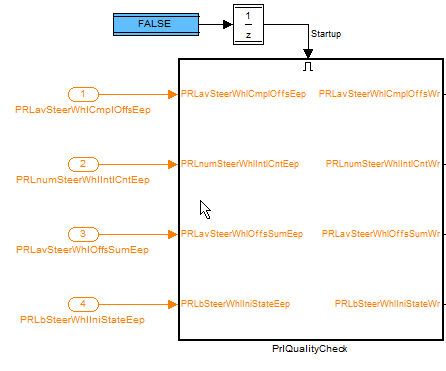 FALSE
1
z
Startup
1
PRLavSteerWhlCmplOffsEep
PRLavSteerWhlCmplOffsEep
PRLavSteerWhlCmplOffsWr
2
PRLnumSteerWhlIntlCntEep
PRLnumSteerWhlIntlCntEep
PRLnumSteerWhlIntlCntWr
3
PRLavSteerWhlOffsSumEep
PRLavSteerWhlOffsSumEep
PRLavSteerWhlOffsSumWr
4
PRLbSteerWhlIniStateEep
PRLbSteerWhlIniStateEep
PRLbSteerWhlIniStateWr
PrlQualityCheck